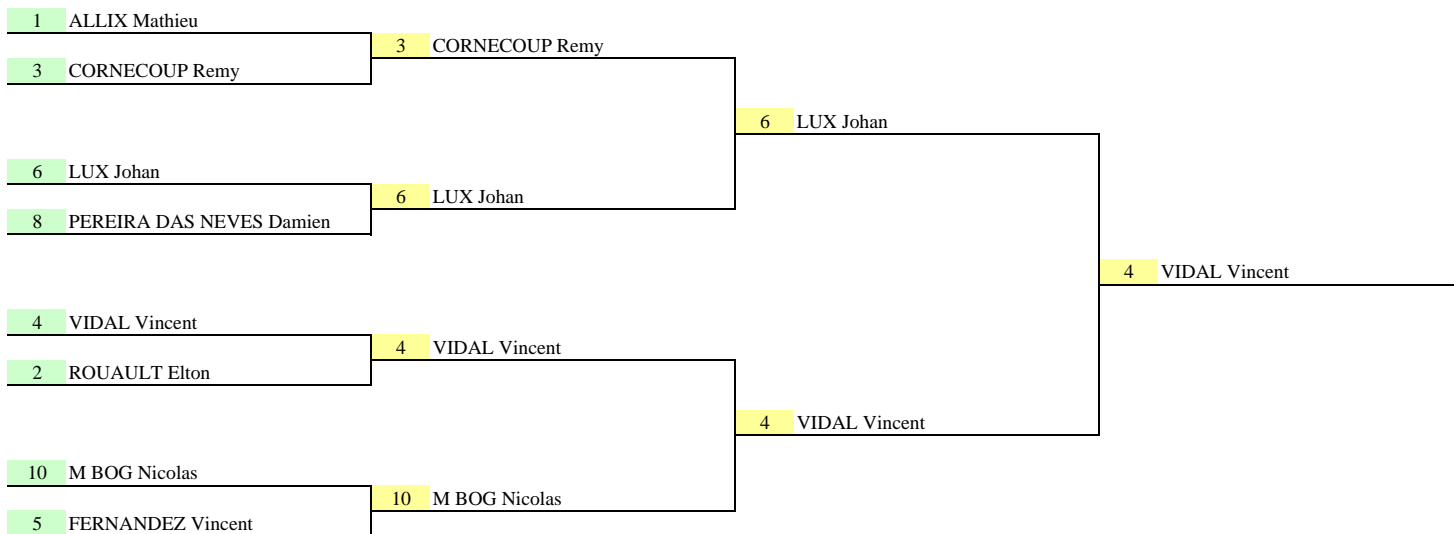 1 ALLIX Mathieu
3 CORNECOUP Remy
3 CORNECOUP Remy
6 LUX Johan
6 LUX Johan
6 LUX Johan
8 PEREIRA DAS NEVES Damien
4 VIDAL Vincent
4 VIDAL Vincent
4 VIDAL Vincent
2 ROUAULT Elton
4 VIDAL Vincent
10 M BOG Nicolas
10 M BOG Nicolas
5 FERNANDEZ Vincent